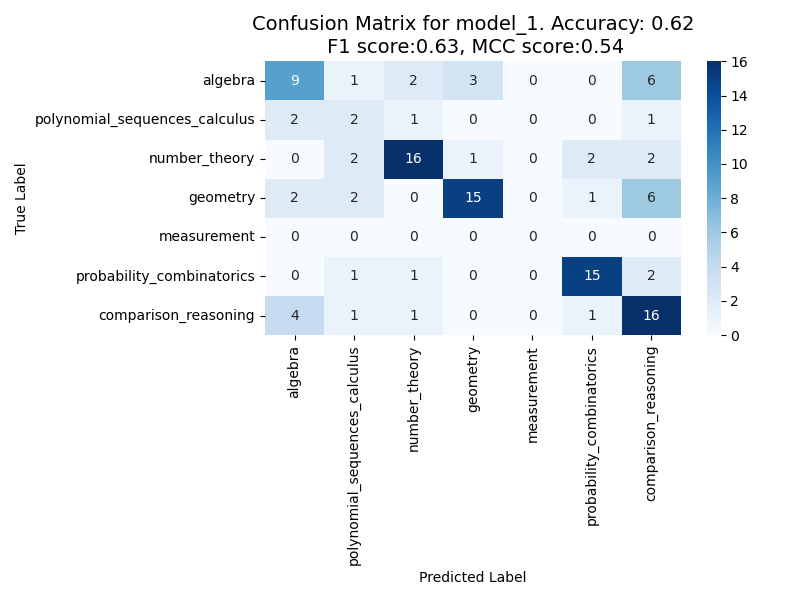 Confusion Matrix for model_1. Accuracy: 0.62
F1 score:0.63, MCC score:0.54
True Label
algebra 9 1 2 3 0 0 6
polynomial_sequences_calculus 2 2 1 0 0 0 1
number_theory 0 2 16 1 0 2 2
geometry 2 2 0 15 0 1 6
measurement 0 0 0 0 0 0 0
probability_combinatorics 0 1 1 0 0 15 2
comparison_reasoning 4 1 1 0 0 1 16
algebra
polynomial_sequences_calculus
number_theory
geometry
measurement
probability_combinatorics
comparison_reasoning
Predicted Label
16
14
12
10
8
6
4
2
0